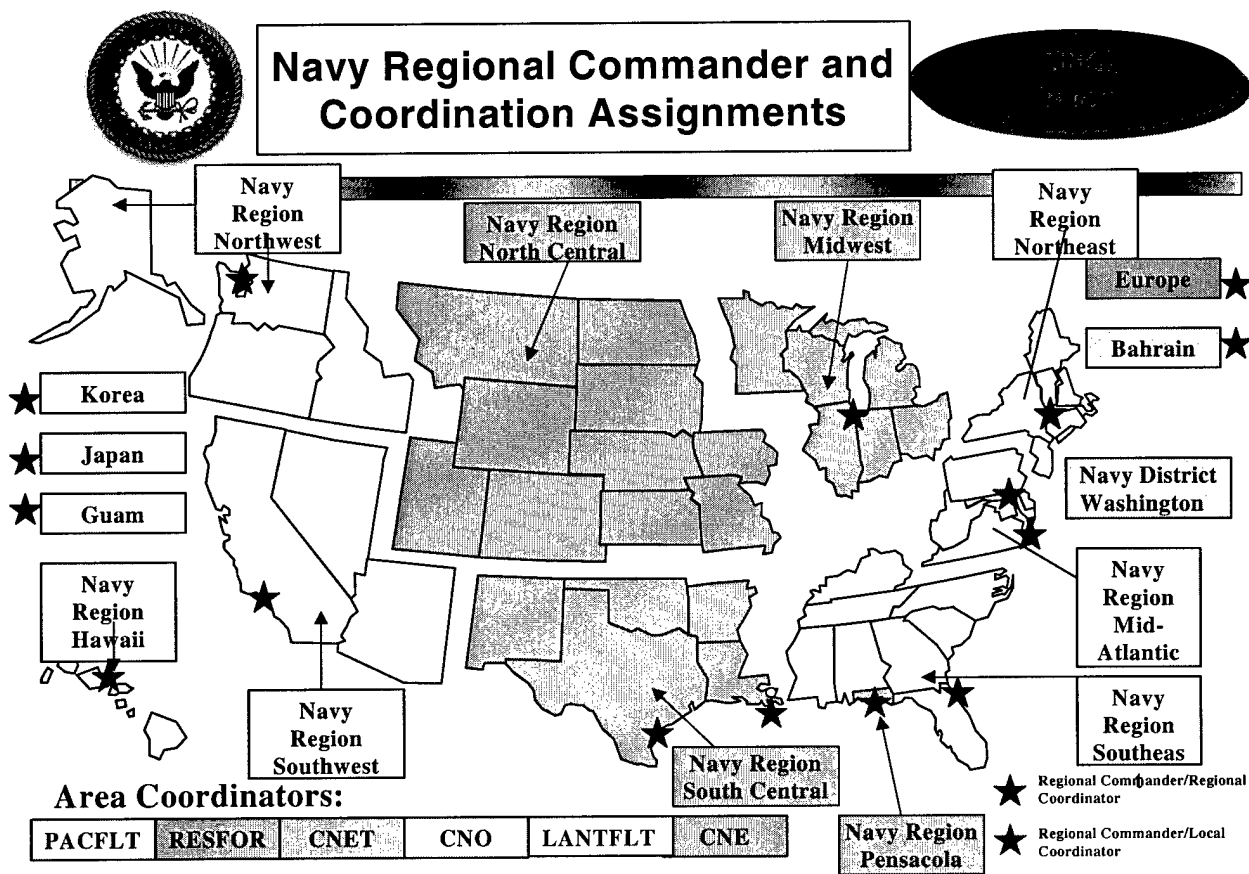 Navy Regional Commander and
Coordination Assignments
Navy
Region
Northwest
Navy Region
North Central
Navy Region
Midwest
Navy
Region
Northeast
Europe
Bahrain
Korea
Japan
Guam
Navy District
Washington
Navy
Region
Hawaii
Navy
Region
Mid-
Atlantic
Navy
Region
Southwest
Navy
Region
Southeas
Navy Region
South Central
Navy Region
Pensacola
Regional Commander/Regional
Coordinator
Regional Commander/Local
Coordinator
Area Coordinators:
PACFLT RESFOR CNET CNO LANTFLT CNE